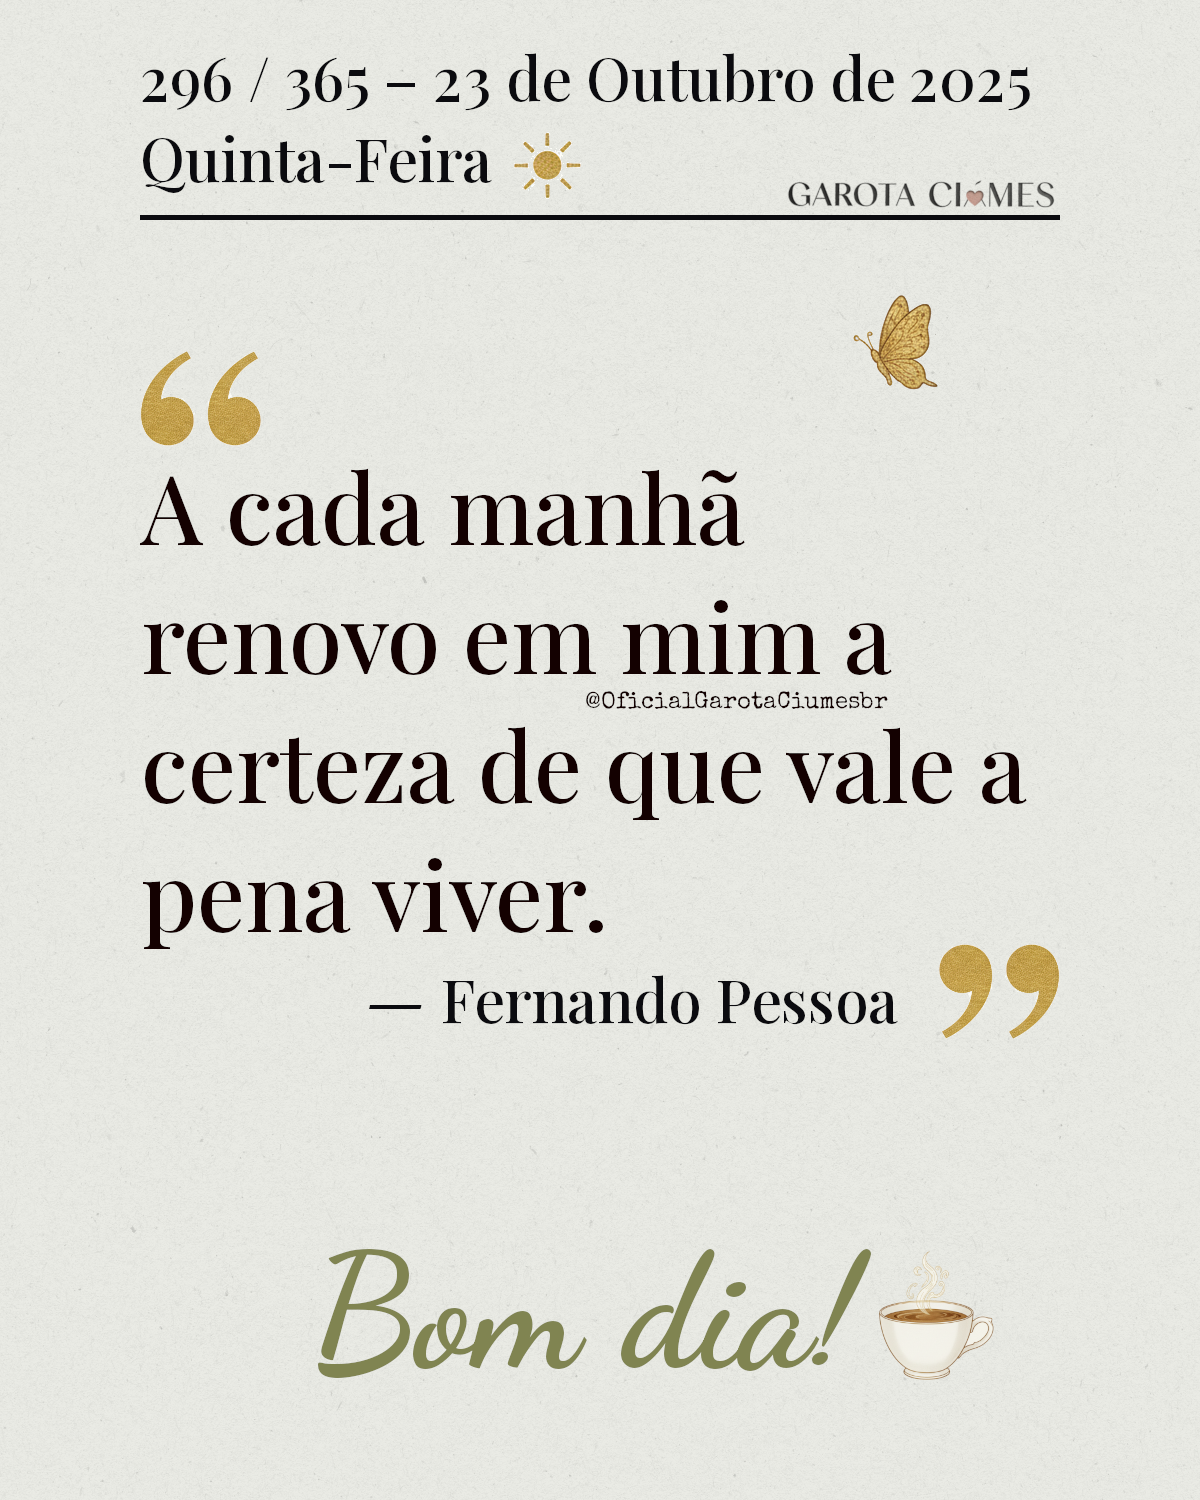 296 / 365 – 23 de Outubro de 2025
Quinta-Feira
GAROTA CIÚMES
A cada manhã
renovo em mim a
@OficialGarotaCiumesbr
certeza de que vale a
pena viver.
— Fernando Pessoa
Bom dia!